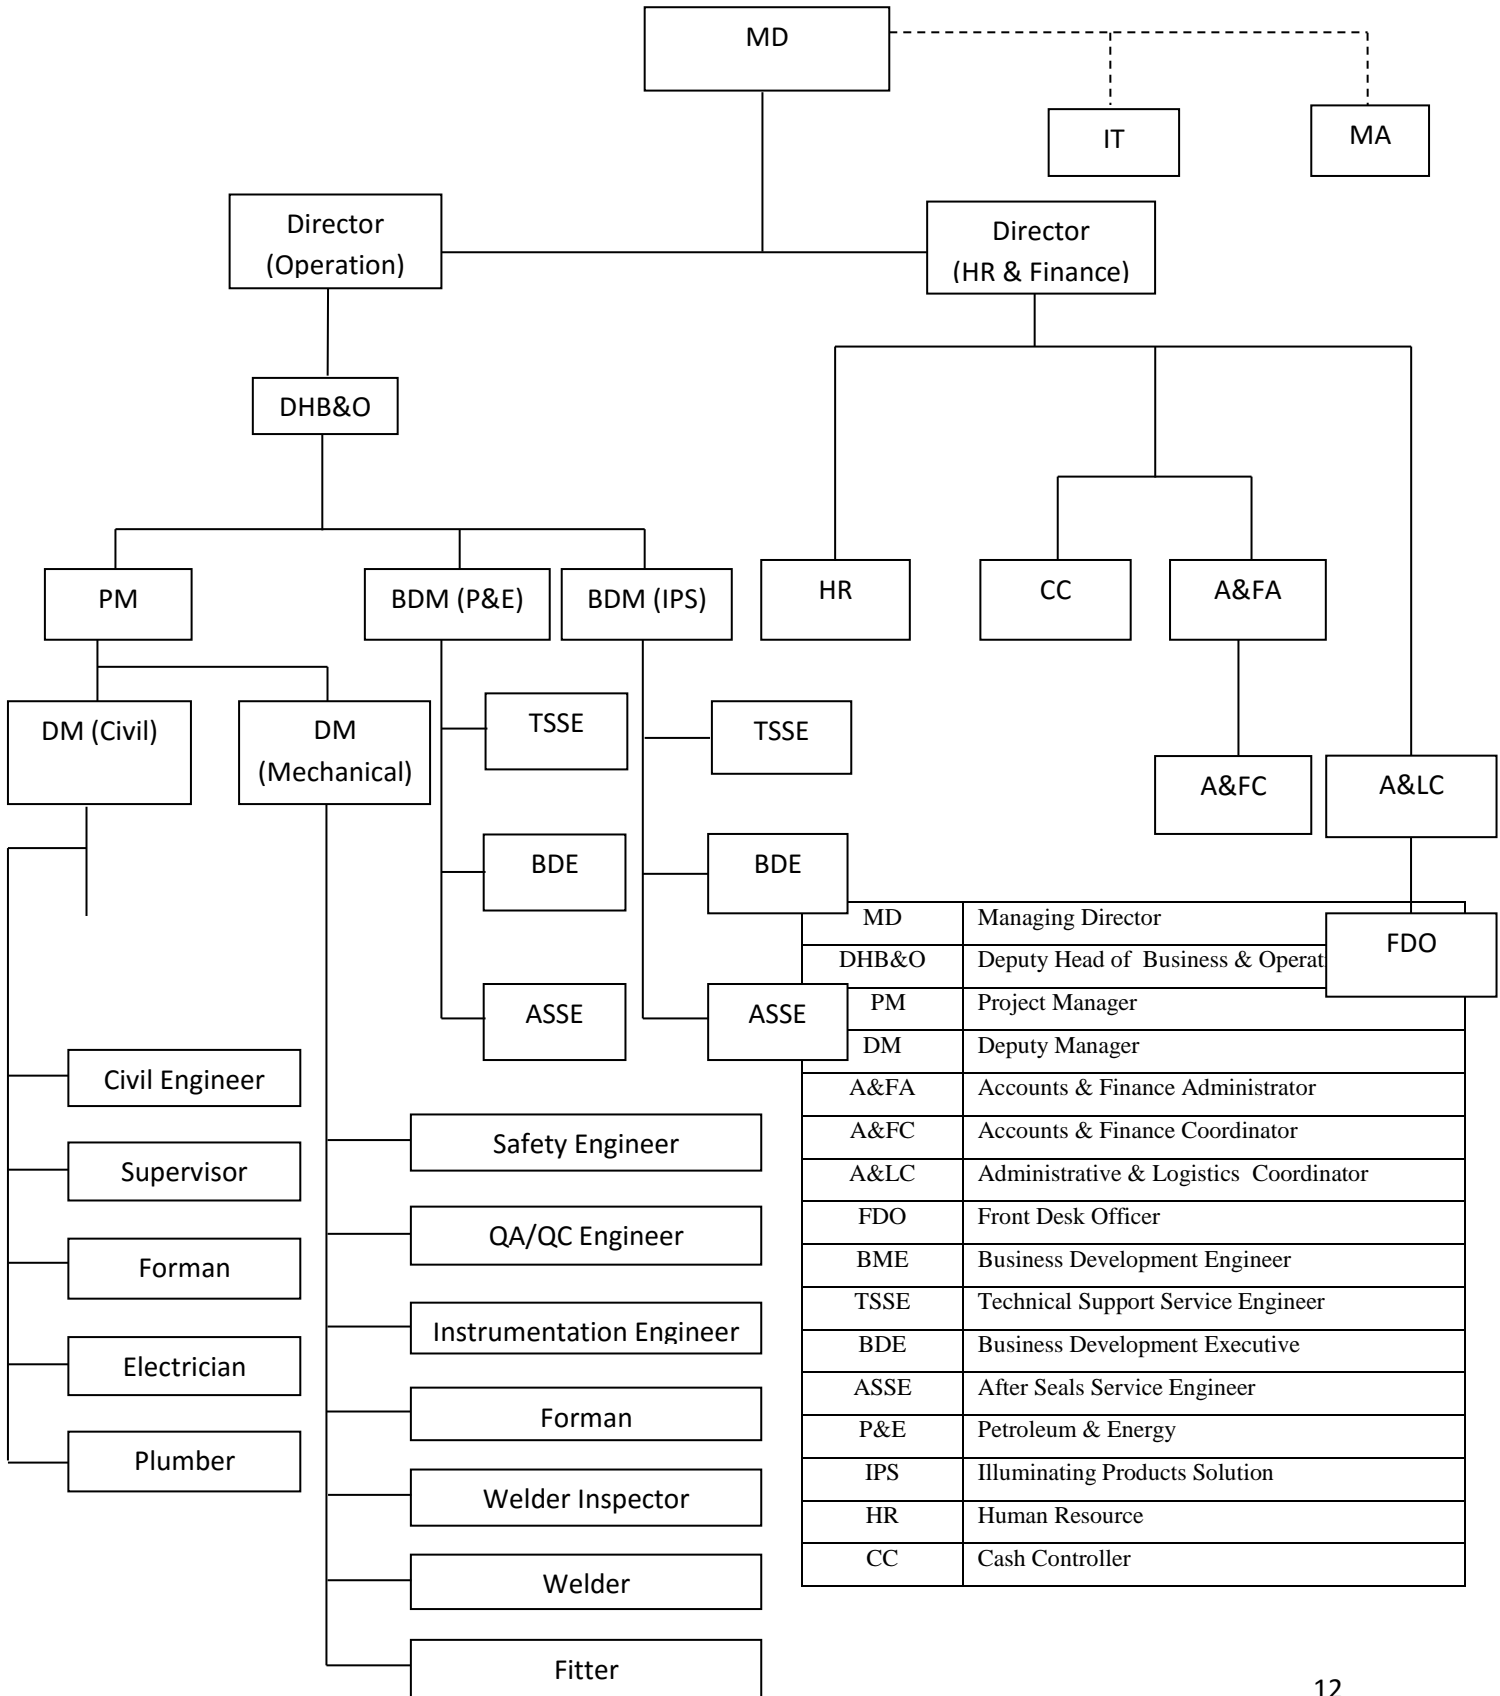 MD
IT
MA
Director
(Operation)
Director
(HR & Finance)
DHB&O
PM
BDM (P&E)
BDM (IPS)
HR
CC
A&FA
DM (Civil)
DM
(Mechanical)
TSSE
TSSE
A&FC
A&LC
BDE
BDE
FDO
ASSE
ASSE
Civil Engineer
Supervisor
Forman
Electrician
Plumber
Safety Engineer
QA/QC Engineer
Instrumentation Engineer
Forman
Welder Inspector
Welder
Fitter
MD Managing Director
DHB&O Deputy Head of Business &
PM Project Manager
DM Deputy Manager
A&FA Accounts & Finance Administrator
A&FC Accounts & Finance Coordinator
A&LC Administrative & Logistics Coordinator
FDO Front Desk Officer
BME Business Development Engineer
TSSE Technical Support Service Engineer
BDE Business Development Executive
ASSE After Seals Service Engineer
P&E Petroleum & Energy
IPS Illuminating Products Solution
HR Human Resource
CC Cash Controller
12